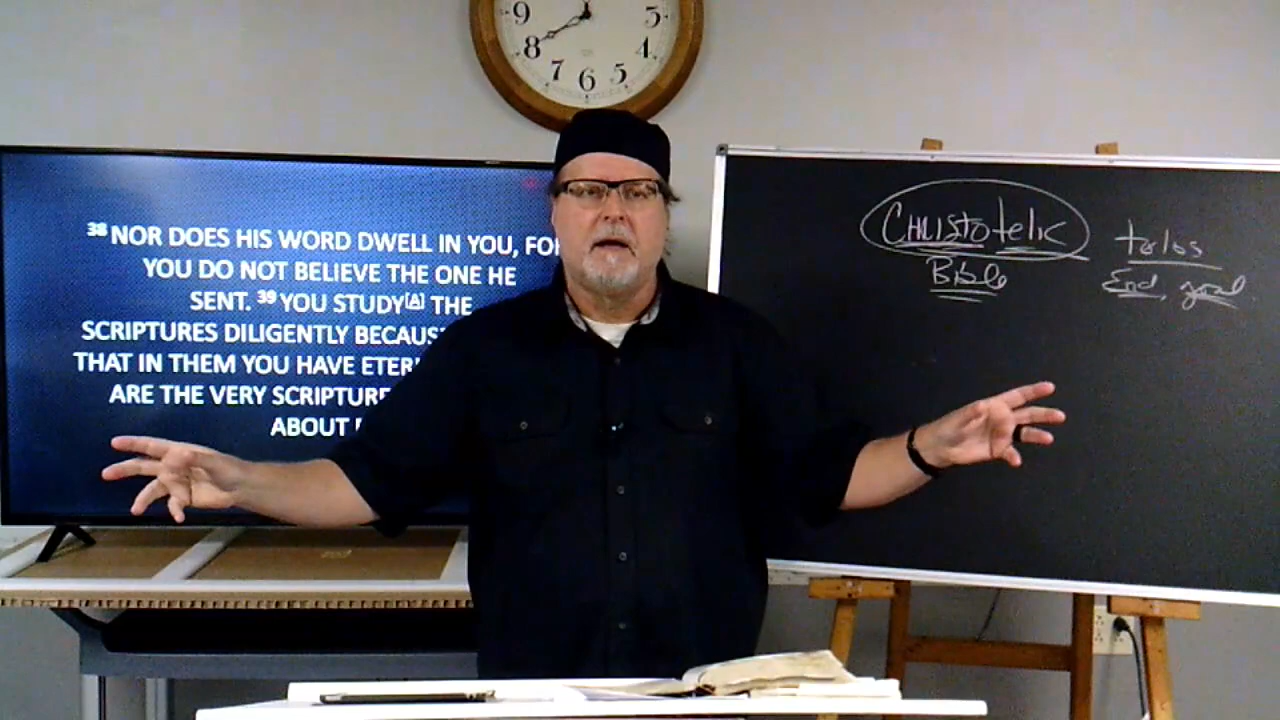 9 8 7 6 5 4 5
38 NOR DOES HIS WORD DWELL IN YOU, FOR
YOU DO NOT BELIEVE THE ONE HE
SENT. 39 YOU STUDY[A] THE
SCRIPTURES DILIGENTLY BECAUS
THAT IN THEM YOU HAVE ETER
ARE THE VERY SCRIPTURE
ABOUT
Christotelic
Bible
telos
End, goal